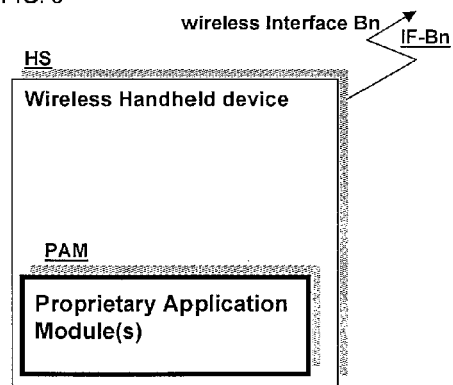 wireless Interface Bn
IF-Bn
HS
Wireless Handheld device
PAM
Proprietary Application
Module(s)